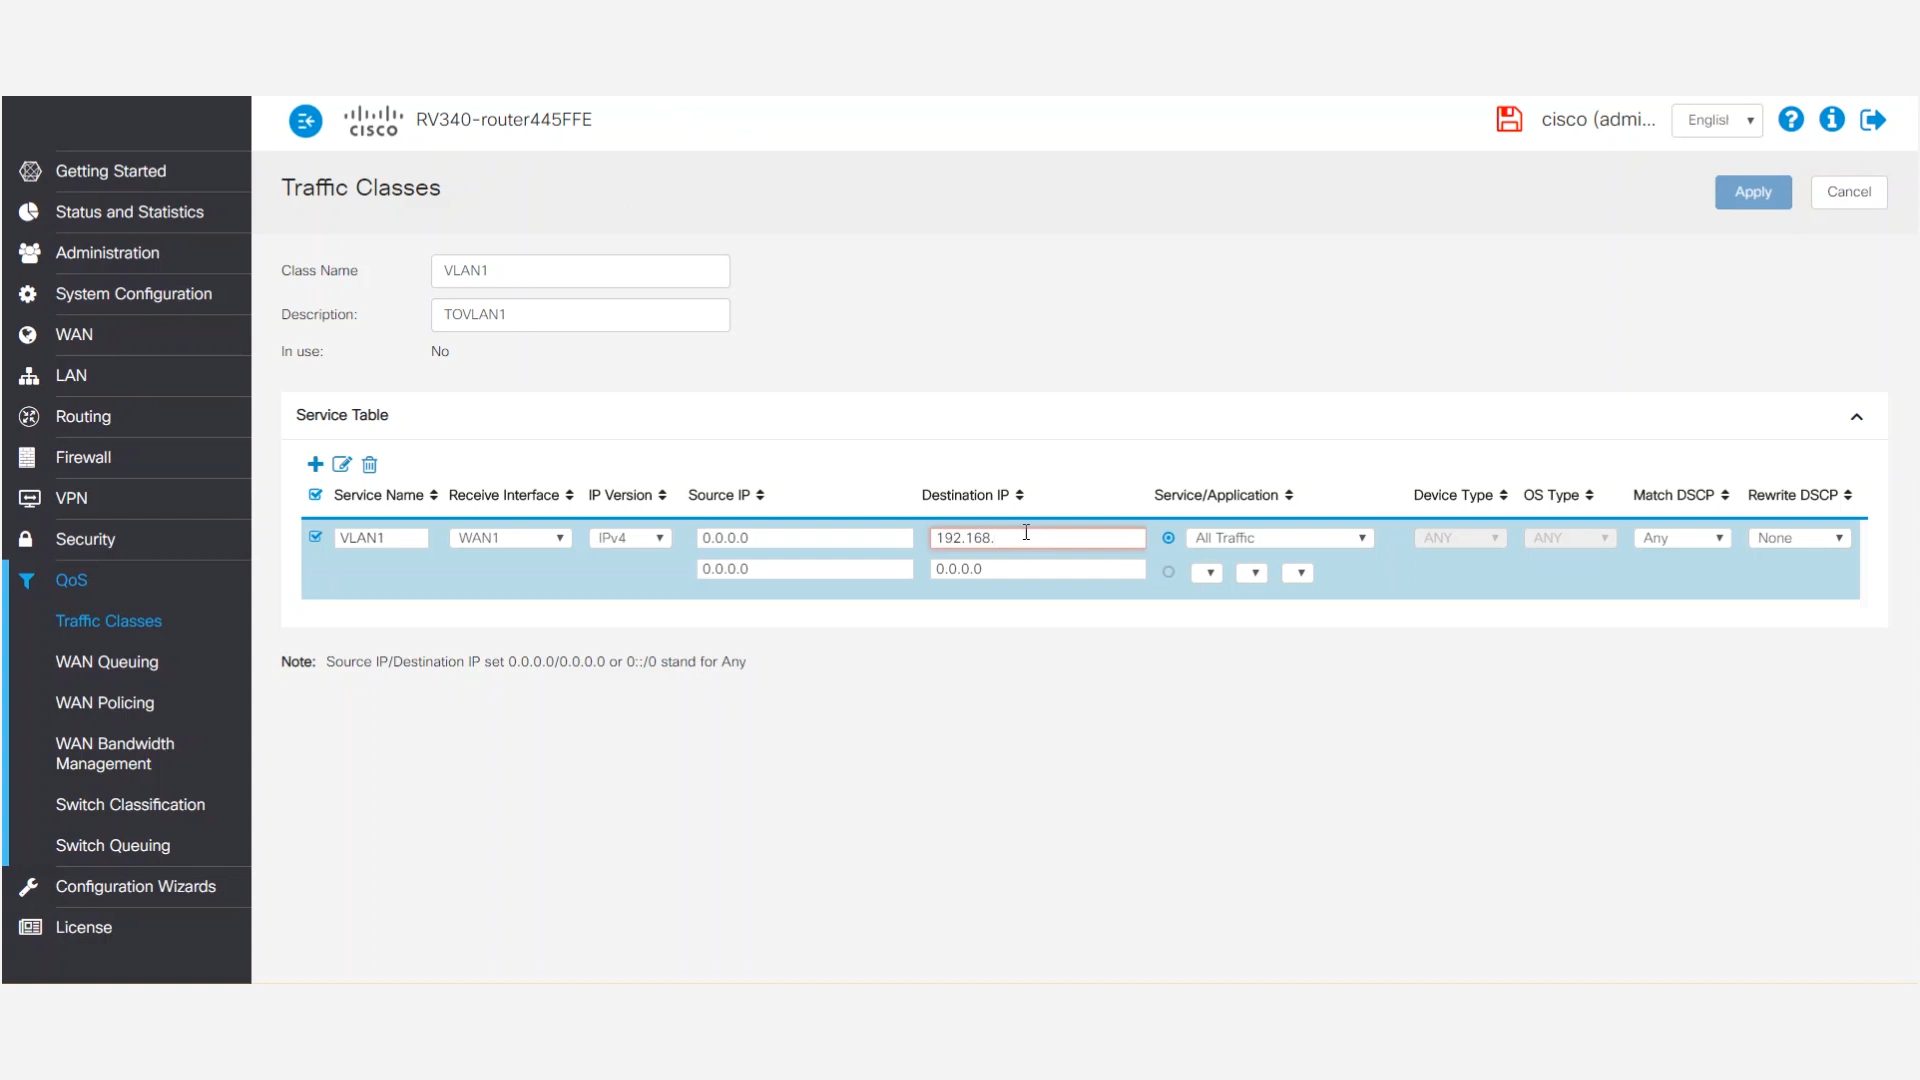 CISCO RV340-router445FFE cisco (admi... English
Getting Started
Status and Statistics
Administration
System Configuration
WAN
LAN
Routing
Firewall
VPN
Security
QoS
Traffic Classes
WAN Queuing
WAN Policing
WAN Bandwidth
Management
Switch Classification
Switch Queuing
Configuration Wizards
License
Traffic Classes
Apply Cancel
Class Name VLAN1
Description: TOVLAN1
In use: No
Service Table
Service Name Receive Interface IP Version Source IP Destination IP Service/Application Device Type OS Type Match DSCP Rewrite DSCP
VLAN1 WAN1 IPv4 0.0.0.0 192.168. All Traffic ANY ANY Any None
0.0.0.0 0.0.0.0
Note: Source IP/Destination IP set 0.0.0.0/0.0.0.0 or 0::/0 stand for Any